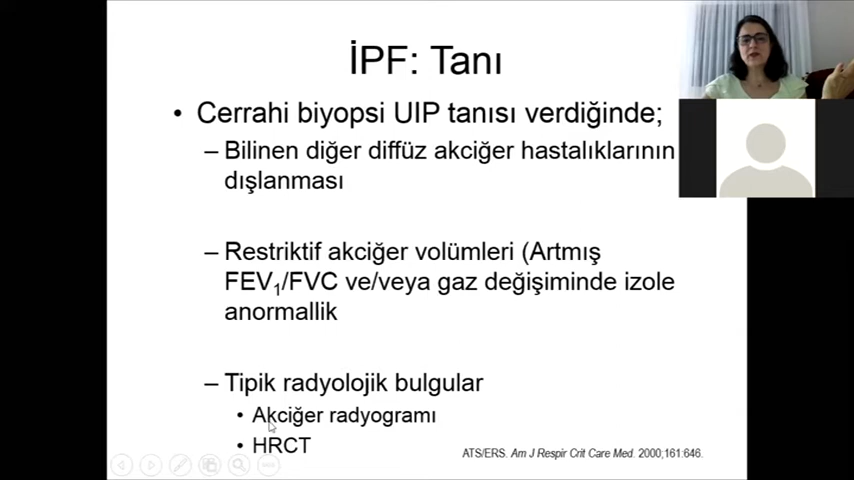 İPF: Tanı
• Cerrahi biyopsi UIP tanısı verdiğinde;
– Bilinen diğer diffüz akciğer hastalıklarının
dışlanması
– Restriktif akciğer volümleri (Artmış
FEV₁/FVC ve/veya gaz değişiminde izole
anormallik
– Tipik radyolojik bulgular
• Akciğer radyogramı
• HRCT
ATS/ERS. Am J Respir Crit Care Med. 2000;161:646.